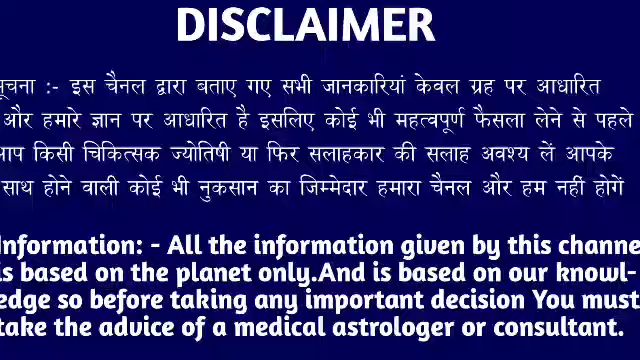 DISCLAIMER
सूचना :- इस चैनल द्वारा बताए गए सभी जानकारियां केवल ग्रह पर आधारित
और हमारे ज्ञान पर आधारित है इसलिए कोई भी महत्वपूर्ण फैसला लेने से पहले
आप किसी चिकित्सक ज्योतिषी या फिर सलाहकार की सलाह अवश्य लें आपके
साथ होने वाली कोई भी नुकसान का जिम्मेदार हमारा चैनल और हम नहीं होगें
Information: - All the information given by this channe
is based on the planet only.And is based on our knowl-
edge so before taking any important decision You must
take the advice of a medical astrologer or consultant.